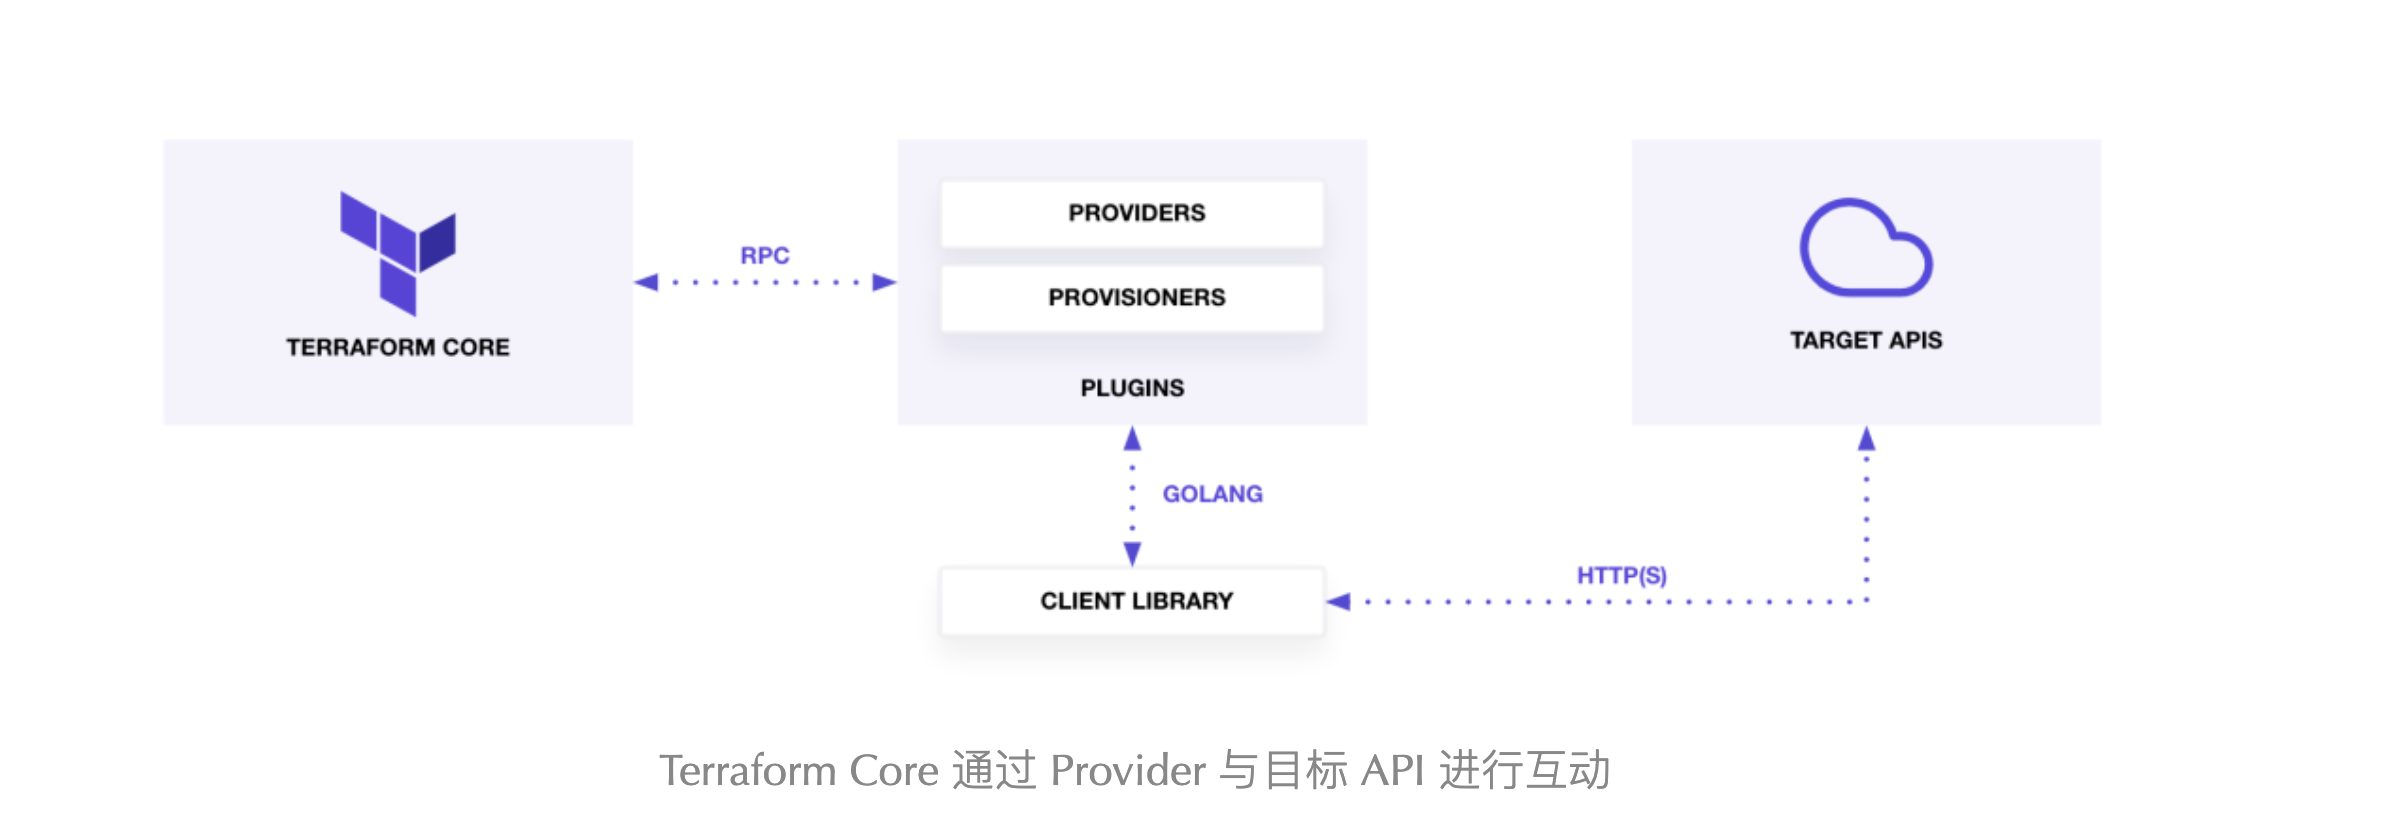 PROVIDERS
RPC
PROVISIONERS
TERRAFORM CORE
TARGET APIS
PLUGINS
GOLANG
HTTP(S)
CLIENT LIBRARY
Terraform Core 通过 Provider 与目标 API 进行互动